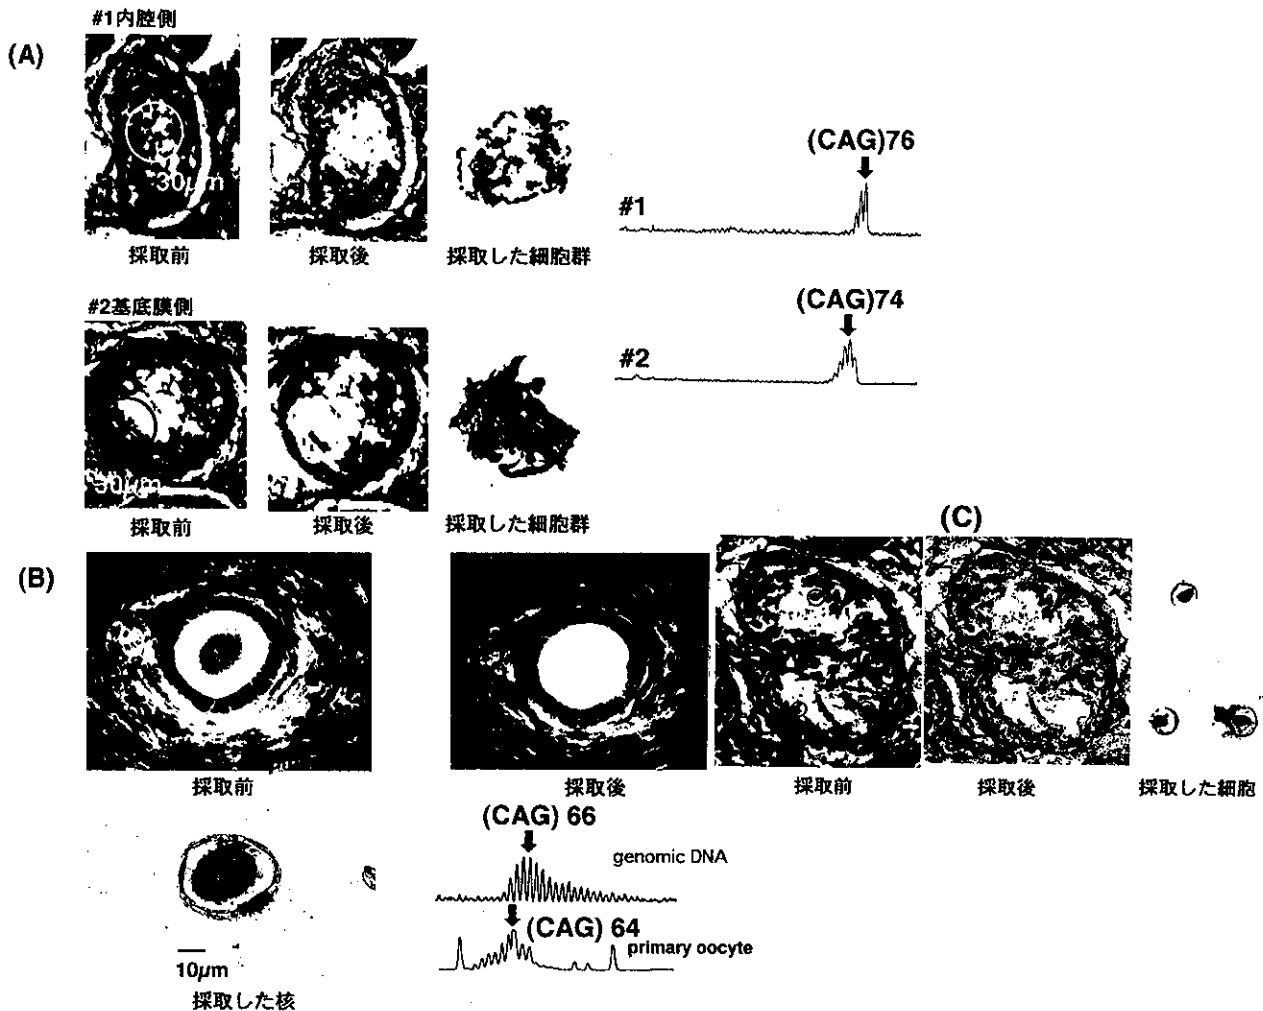 #1内腔側
(A)
30μm
採取前
採取後
採取した細胞群
(CAG)76
#1
#2基底膜側
30μm
採取前
採取後
採取した細胞群
(CAG)74
#2
(B)
採取前
採取後
(C)
採取前
採取後
採取した細胞
10μm
採取した核
(CAG) 66
genomic DNA
(CAG) 64
primary oocyte